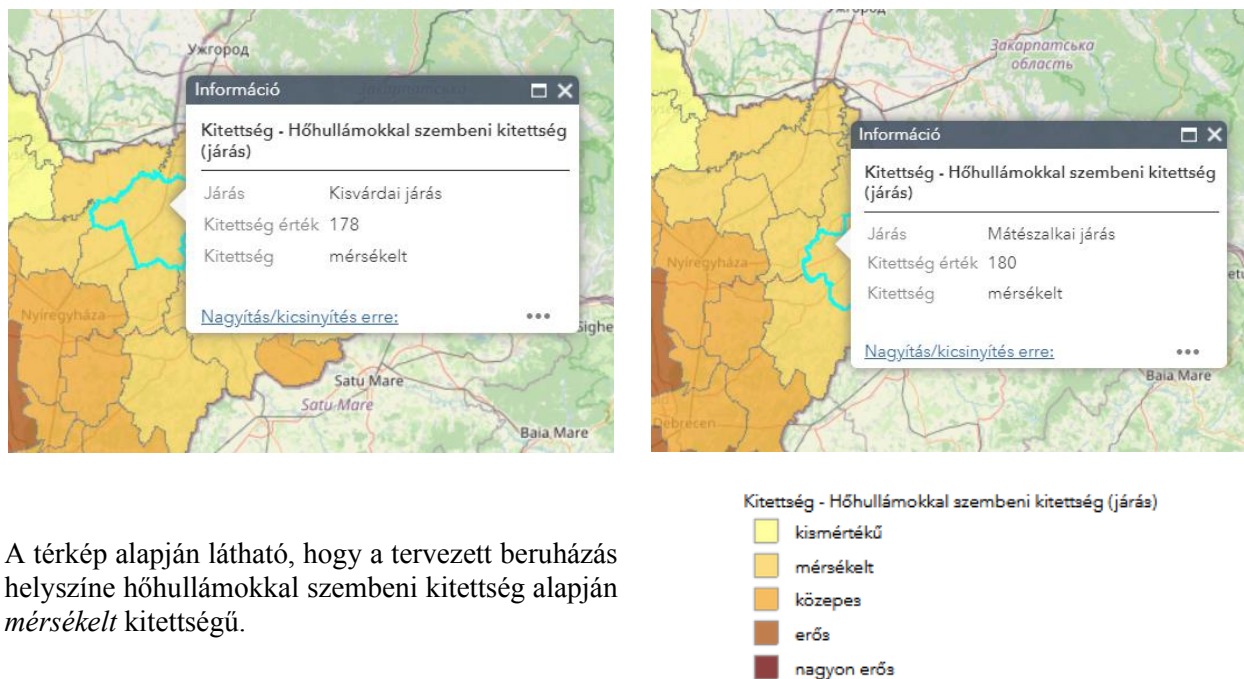 Ужгород
Информáció
Kitettség - Hőhullámokkal szembeni kitettség
(járás)
Járás Kisvárdai járás
Kitettség érték 178
Kitettség mérsékelt
Nagyítás/kicsinyítés erre:
Nyíregyháza
Sighe
Satu Mare
Satu Mare
Baia Mare
Закарпатська
область
Információ
Kitettség - Hőhullámokkal szembeni kitettség
(járás)
Járás Mátészalkai járás
Kitettség érték 180
Kitettség mérsékelt
Nagyítás/kicsinyítés erre:
Nyíregyháza
Baia Mare
Debrecen
A térkép alapján látható, hogy a tervezett beruházás
helyszíne hőhullámokkal szembeni kitettség alapján
mérsékelt kitettségű.
Kitettség - Hőhullámokkal szembeni kitettség (járás)
kismértékű
mérsékelt
közepes
erős
nagyon erős